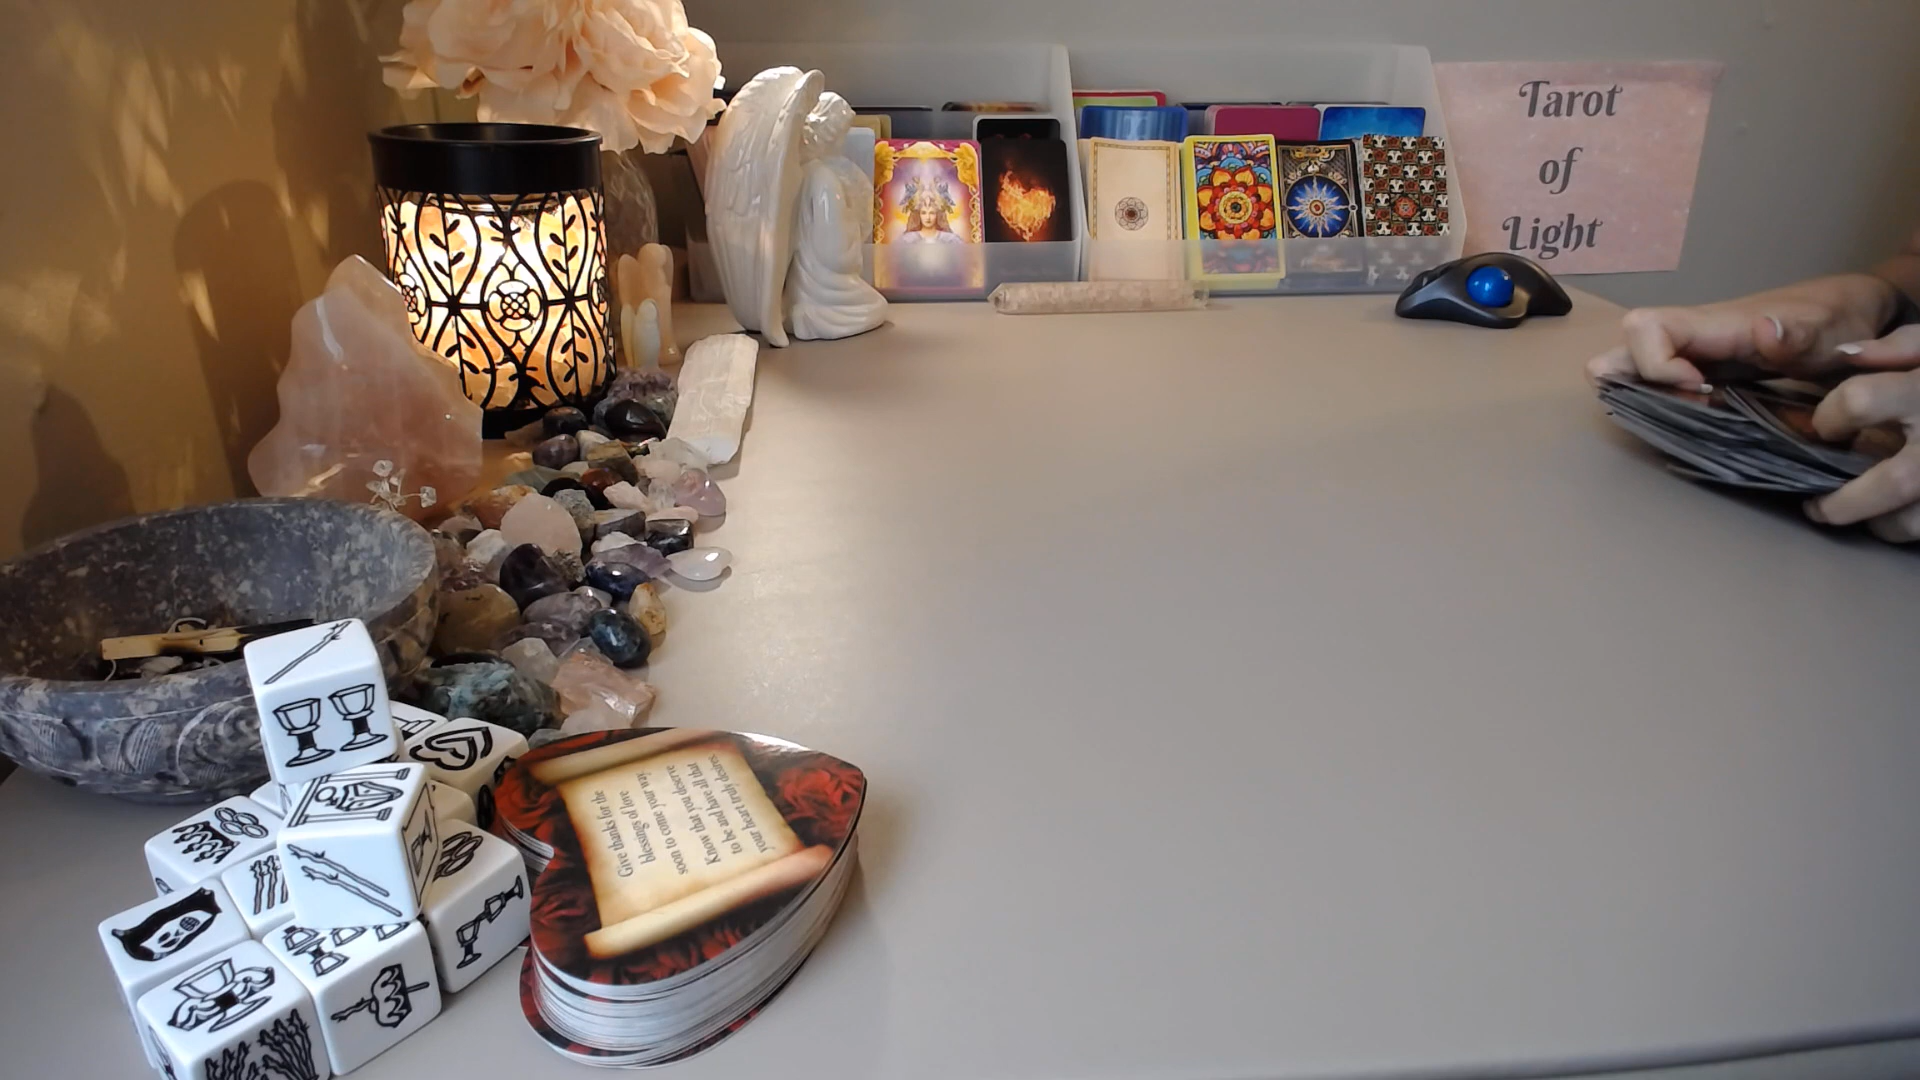 Tarot
of
Light
Give thanks for the
blessings of love
soon to come your way.
Know that you deserve
to be and have all that
your heart truly desires.